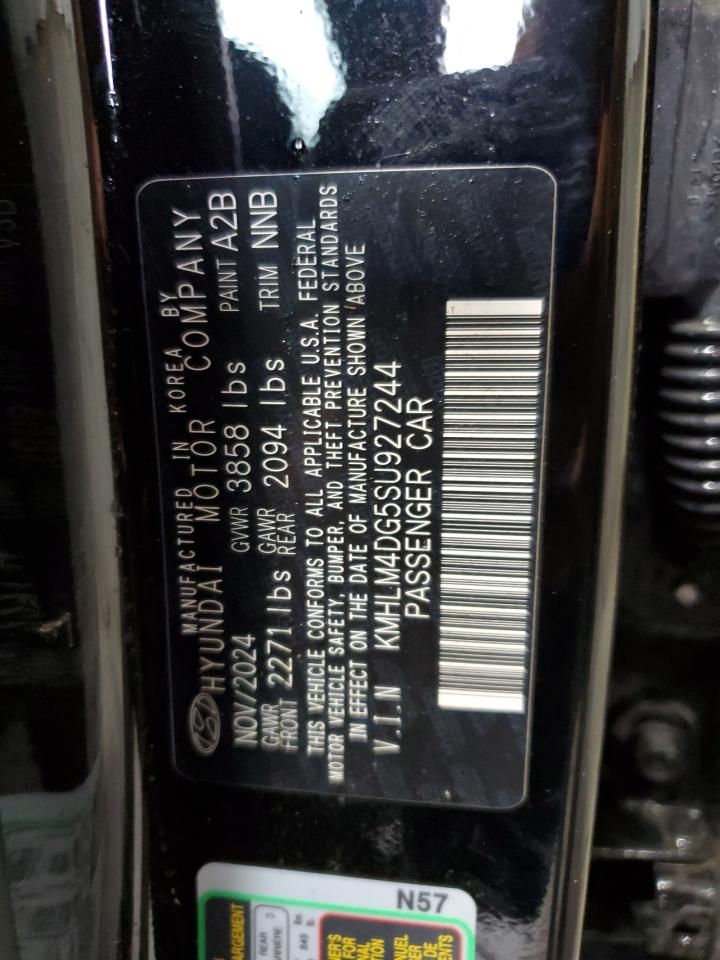 MANUFACTURED IN KOREA BY
HYUNDAI MOTOR COMPANY
NOV/2024 GVWR 3858 lbs PAINT A2B
GAWR FRONT 2271 lbs GAWR REAR 2094 lbs TRIM NNB
THIS VEHICLE CONFORMS TO ALL APPLICABLE U.S.A. FEDERAL
MOTOR VEHICLE SAFETY, BUMPER, AND THEFT PREVENTION STANDARDS
IN EFFECT ON THE DATE OF MANUFACTURE SHOWN ABOVE
V.I.N KMHLM4DG5SU927244
PASSENGER CAR
N57
REAR